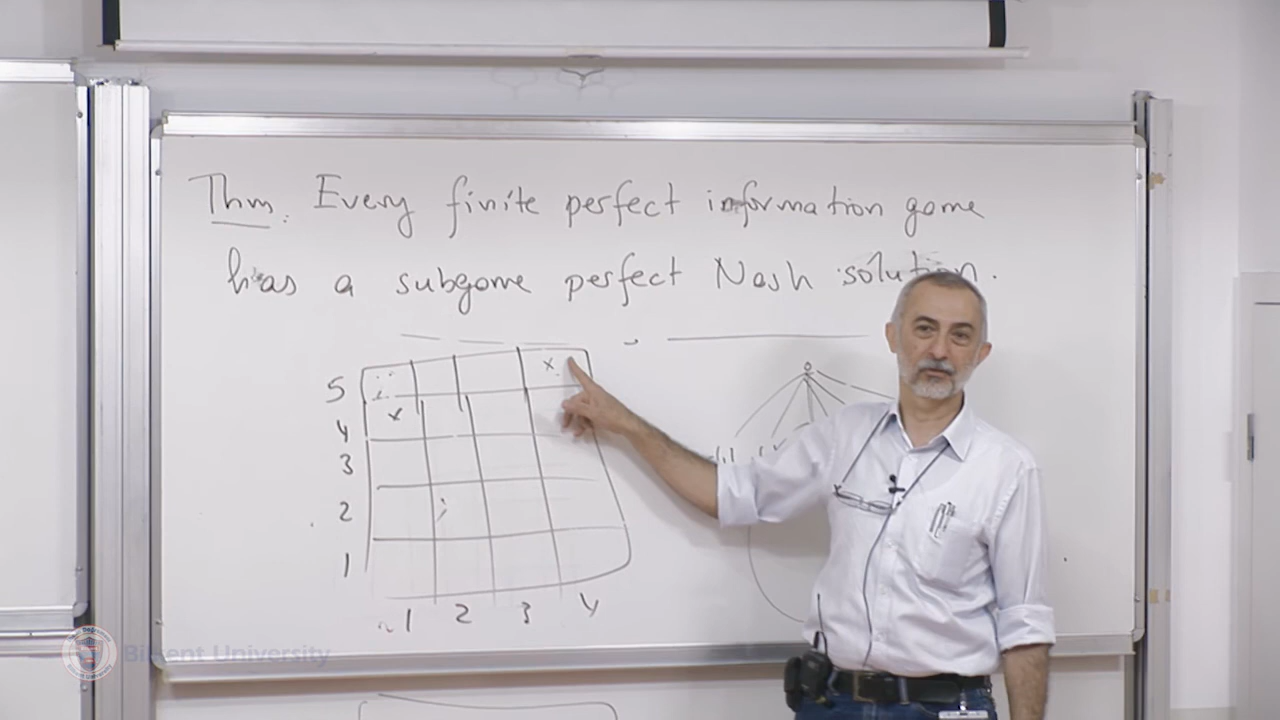 Thm. Every finite perfect information game
has a subgame perfect Nash solution.
x
5
x
4
3
2
1
1 2 3 4
Bilkent University